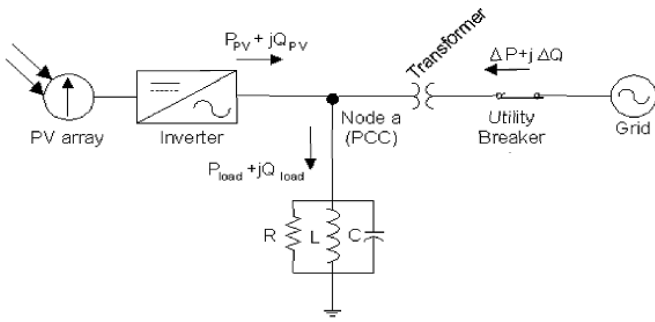 P_PV + jQ_PV
Transformer
ΔP+j ΔQ
PV array
Inverter
Node a
(PCC)
Utility
Breaker
Grid
P_load +jQ_load
R
L
C